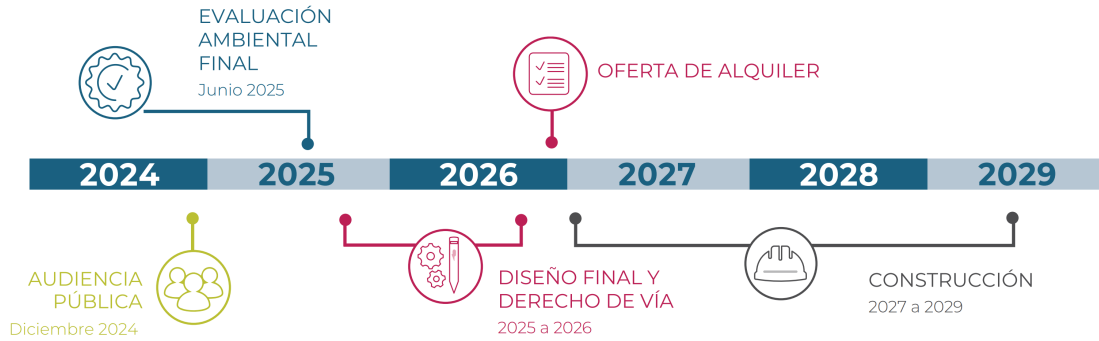 EVALUACIÓN
AMBIENTAL
FINAL
Junio 2025
OFERTA DE ALQUILER
2024
2025
2026
2027
2028
2029
AUDIENCIA
PÚBLICA
Diciembre 2024
DISEÑO FINAL Y
DERECHO DE VÍA
2025 a 2026
CONSTRUCCIÓN
2027 a 2029